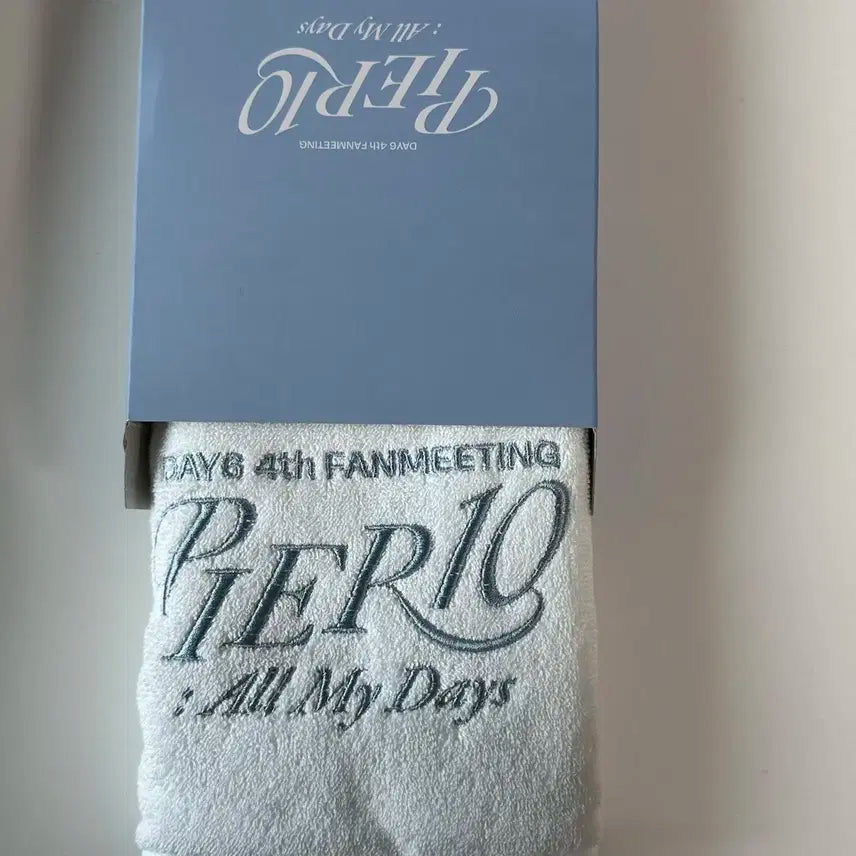 DAY6 4th FANMEETING
PIER10
: All My Days
DAY6 4th FANMEETING
PIER10
: All My Days